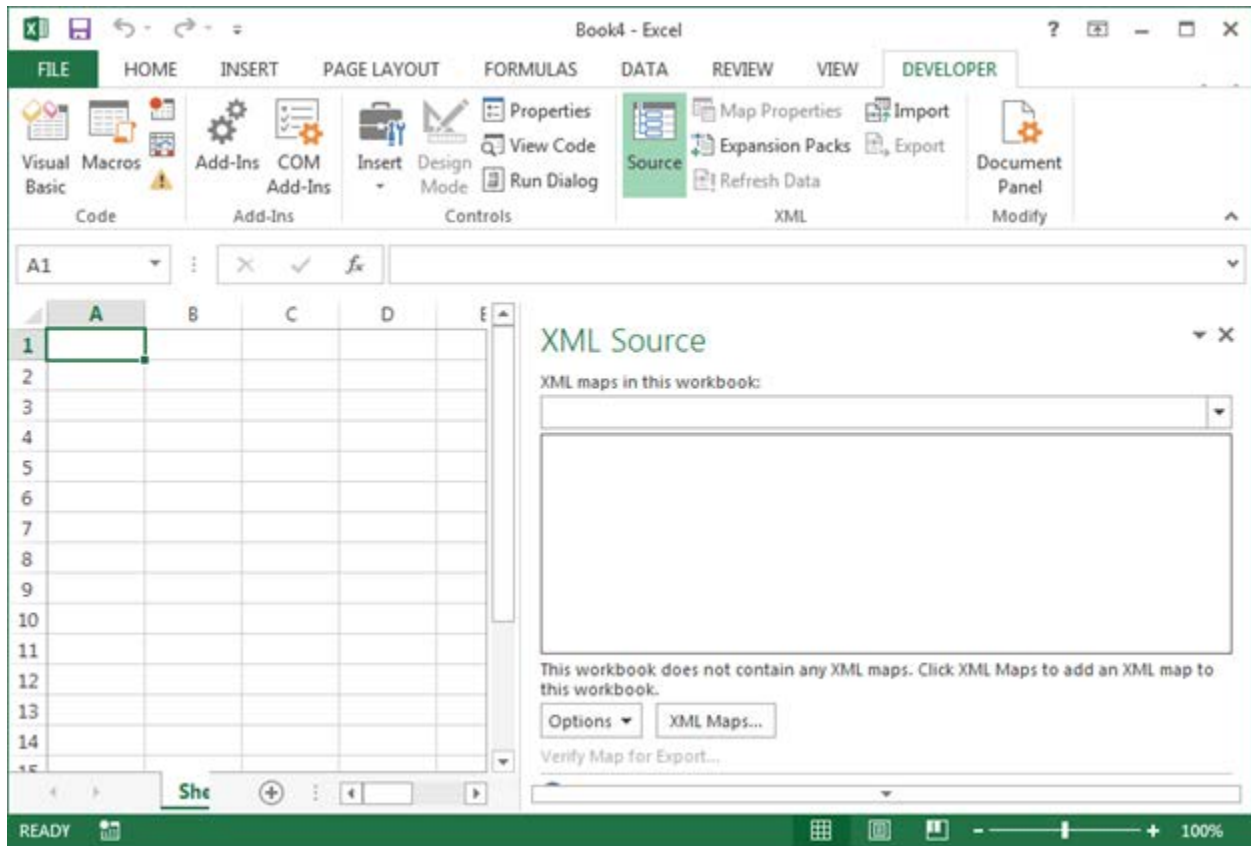 Book4 - Excel
?
FILE HOME INSERT PAGE LAYOUT FORMULAS DATA REVIEW VIEW DEVELOPER
Visual Basic
Macros
Add-Ins
COM Add-Ins
Insert
Design Mode
Properties
View Code
Run Dialog
Source
Map Properties
Expansion Packs
Refresh Data
Import
Export
Document Panel
Code
Add-Ins
Controls
XML
Modify
A1
fx
A B C D E
1
2
3
4
5
6
7
8
9
10
11
12
13
14
15
XML Source
XML maps in this workbook:
This workbook does not contain any XML maps. Click XML Maps to add an XML map to
this workbook.
Options
XML Maps...
Verify Map for Export...
She
READY
100%